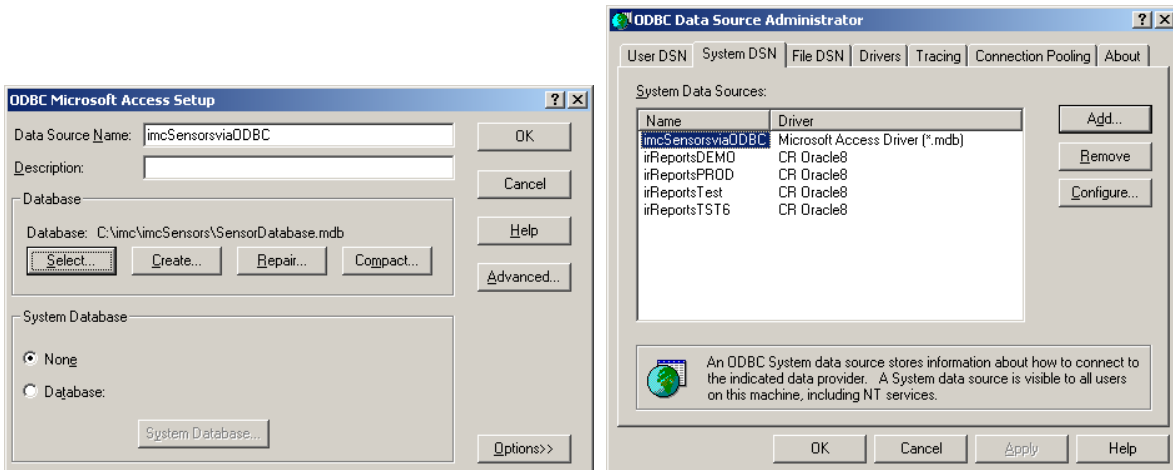 ODBC Microsoft Access Setup
Data Source Name: imcSensorsviaODBC
OK
Description:
Cancel
Database
Database: C:\imc\imcSensors\SensorDatabase.mdb
Help
Select... Create... Repair... Compact...
Advanced...
System Database
None
Database:
System Database...
Options>>
ODBC Data Source Administrator
User DSN System DSN File DSN Drivers Tracing Connection Pooling About
System Data Sources:
Name Driver
Add...
imcSensorsviaODBC Microsoft Access Driver (*.mdb)
irReportsDEMO CR Oracle8
Remove
irReportsPROD CR Oracle8
irReportsTest CR Oracle8
Configure...
irReportsTST6 CR Oracle8
An ODBC System data source stores information about how to connect to
the indicated data provider. A System data source is visible to all users
on this machine, including NT services.
OK Cancel Apply Help